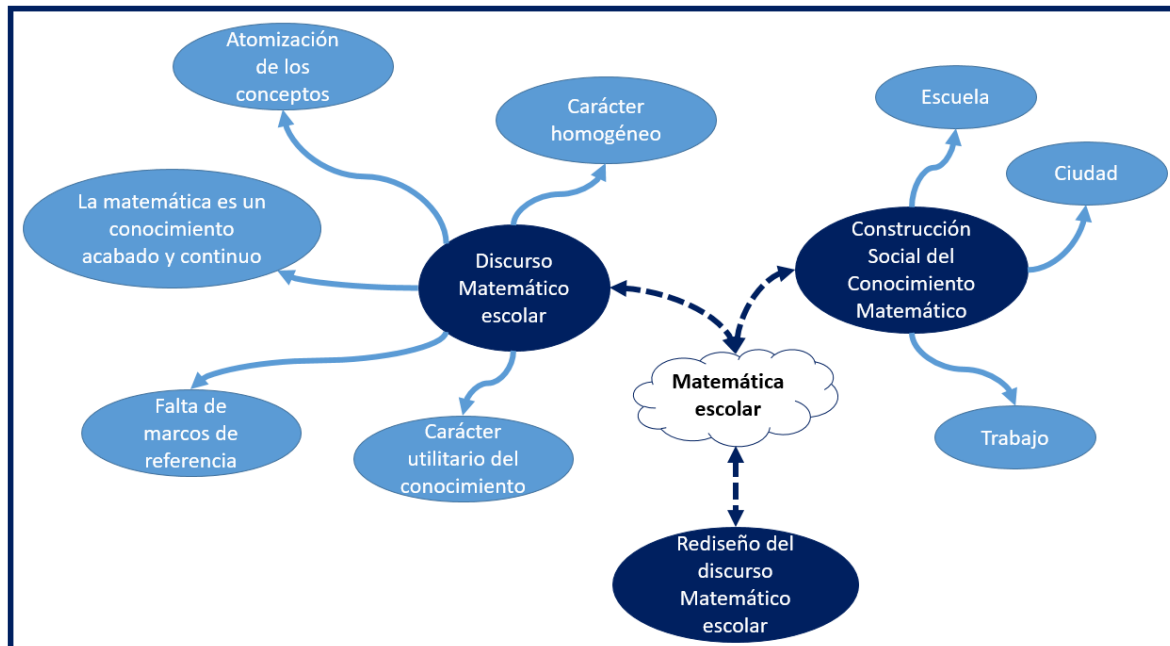 Atomización
de los
conceptos
Carácter
homogéneo
Escuela
Ciudad
La matemática es un
conocimiento
acabado y continuo
Discurso
Matemático
escolar
Construcción
Social del
Conocimiento
Matemático
Matemática
escolar
Falta de
marcos de
referencia
Carácter
utilitario del
conocimiento
Trabajo
Rediseño del
discurso
Matemático
escolar